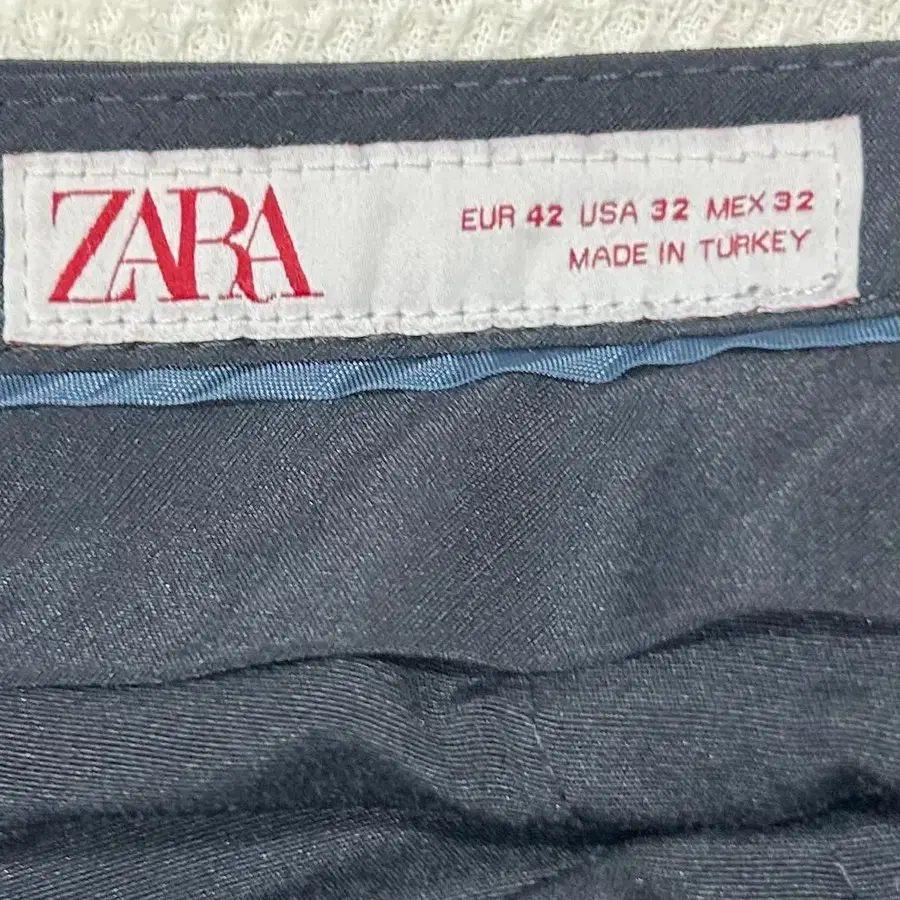 ZARA
EUR 42 USA 32 MEX 32
MADE IN TURKEY